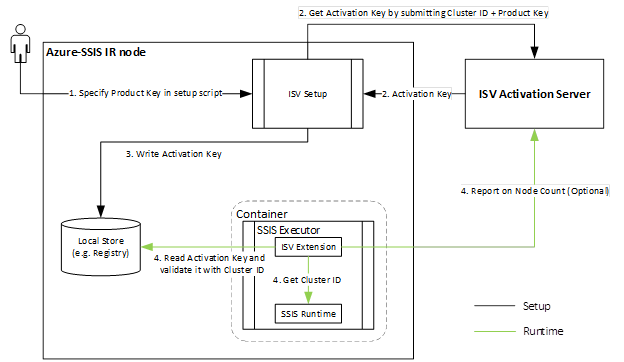 2. Get Activation Key by submitting Cluster ID + Product Key
Azure-SSIS IR node
1. Specify Product Key in setup script
ISV Setup
2. Activation Key
ISV Activation Server
3. Write Activation Key
4. Report on Node Count (Optional)
Container
SSIS Executor
Local Store
(e.g. Registry)
ISV Extension
4. Read Activation Key and
validate it with Cluster ID
4. Get Cluster ID
SSIS Runtime
Setup
Runtime